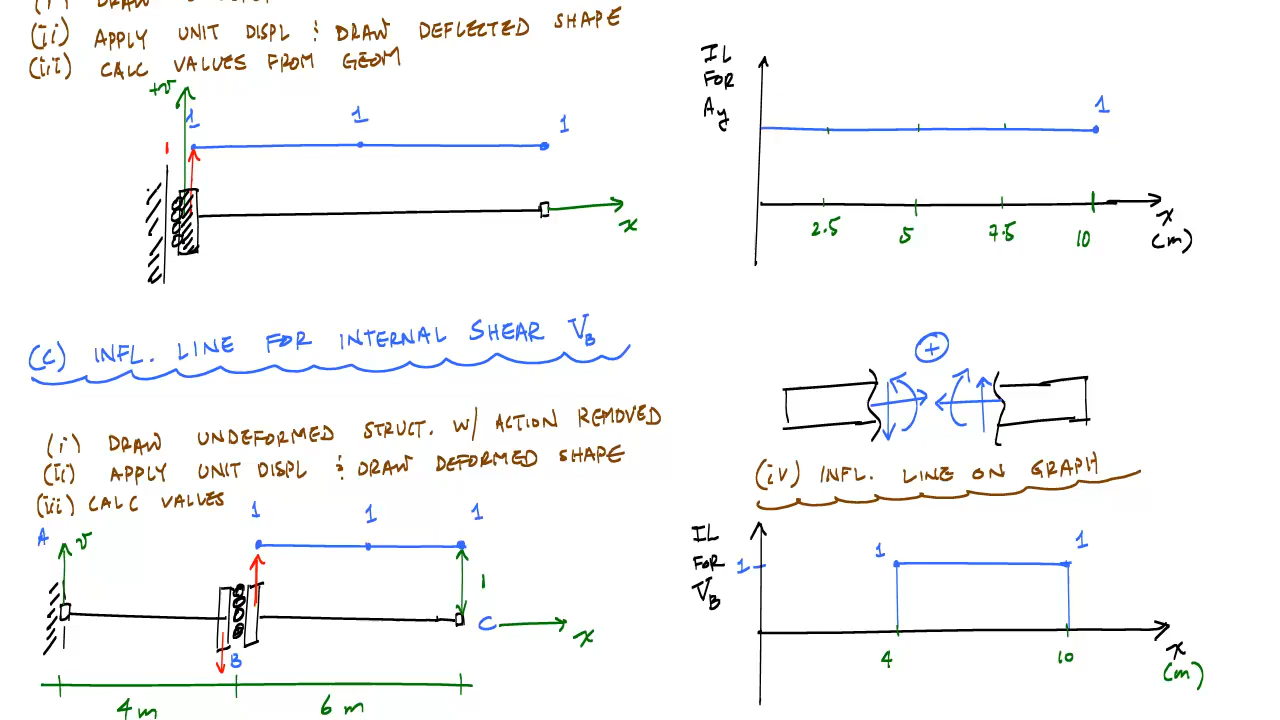 (ii) APPLY UNIT DISPL & DRAW DEFLECTED SHAPE
(iii) CALC VALUES FROM GEOM
+v
1
1
1
1
x
IL
FOR
Ay
1
2.5
5
7.5
10
x
(m)
(C) INFL. LINE FOR INTERNAL SHEAR VB
+
(i) DRAW UNDEFORMED STRUCT. W/ ACTION REMOVED
(ii) APPLY UNIT DISPL & DRAW DEFORMED SHAPE
(iii) CALC VALUES
(iv) INFL. LINE ON GRAPH
1
1
1
A
v
1
B
C
x
4 m
6 m
IL
FOR
VB
1
1
1
4
10
x
(m)